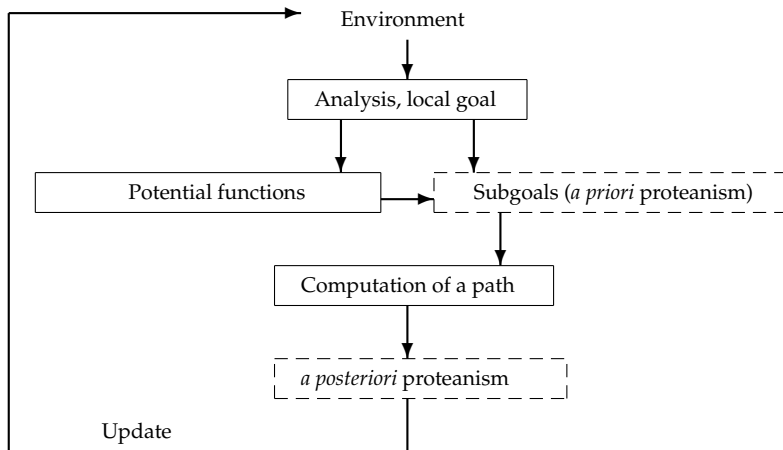 Environment
Analysis, local goal
Potential functions
Subgoals (a priori proteanism)
Computation of a path
a posteriori proteanism
Update